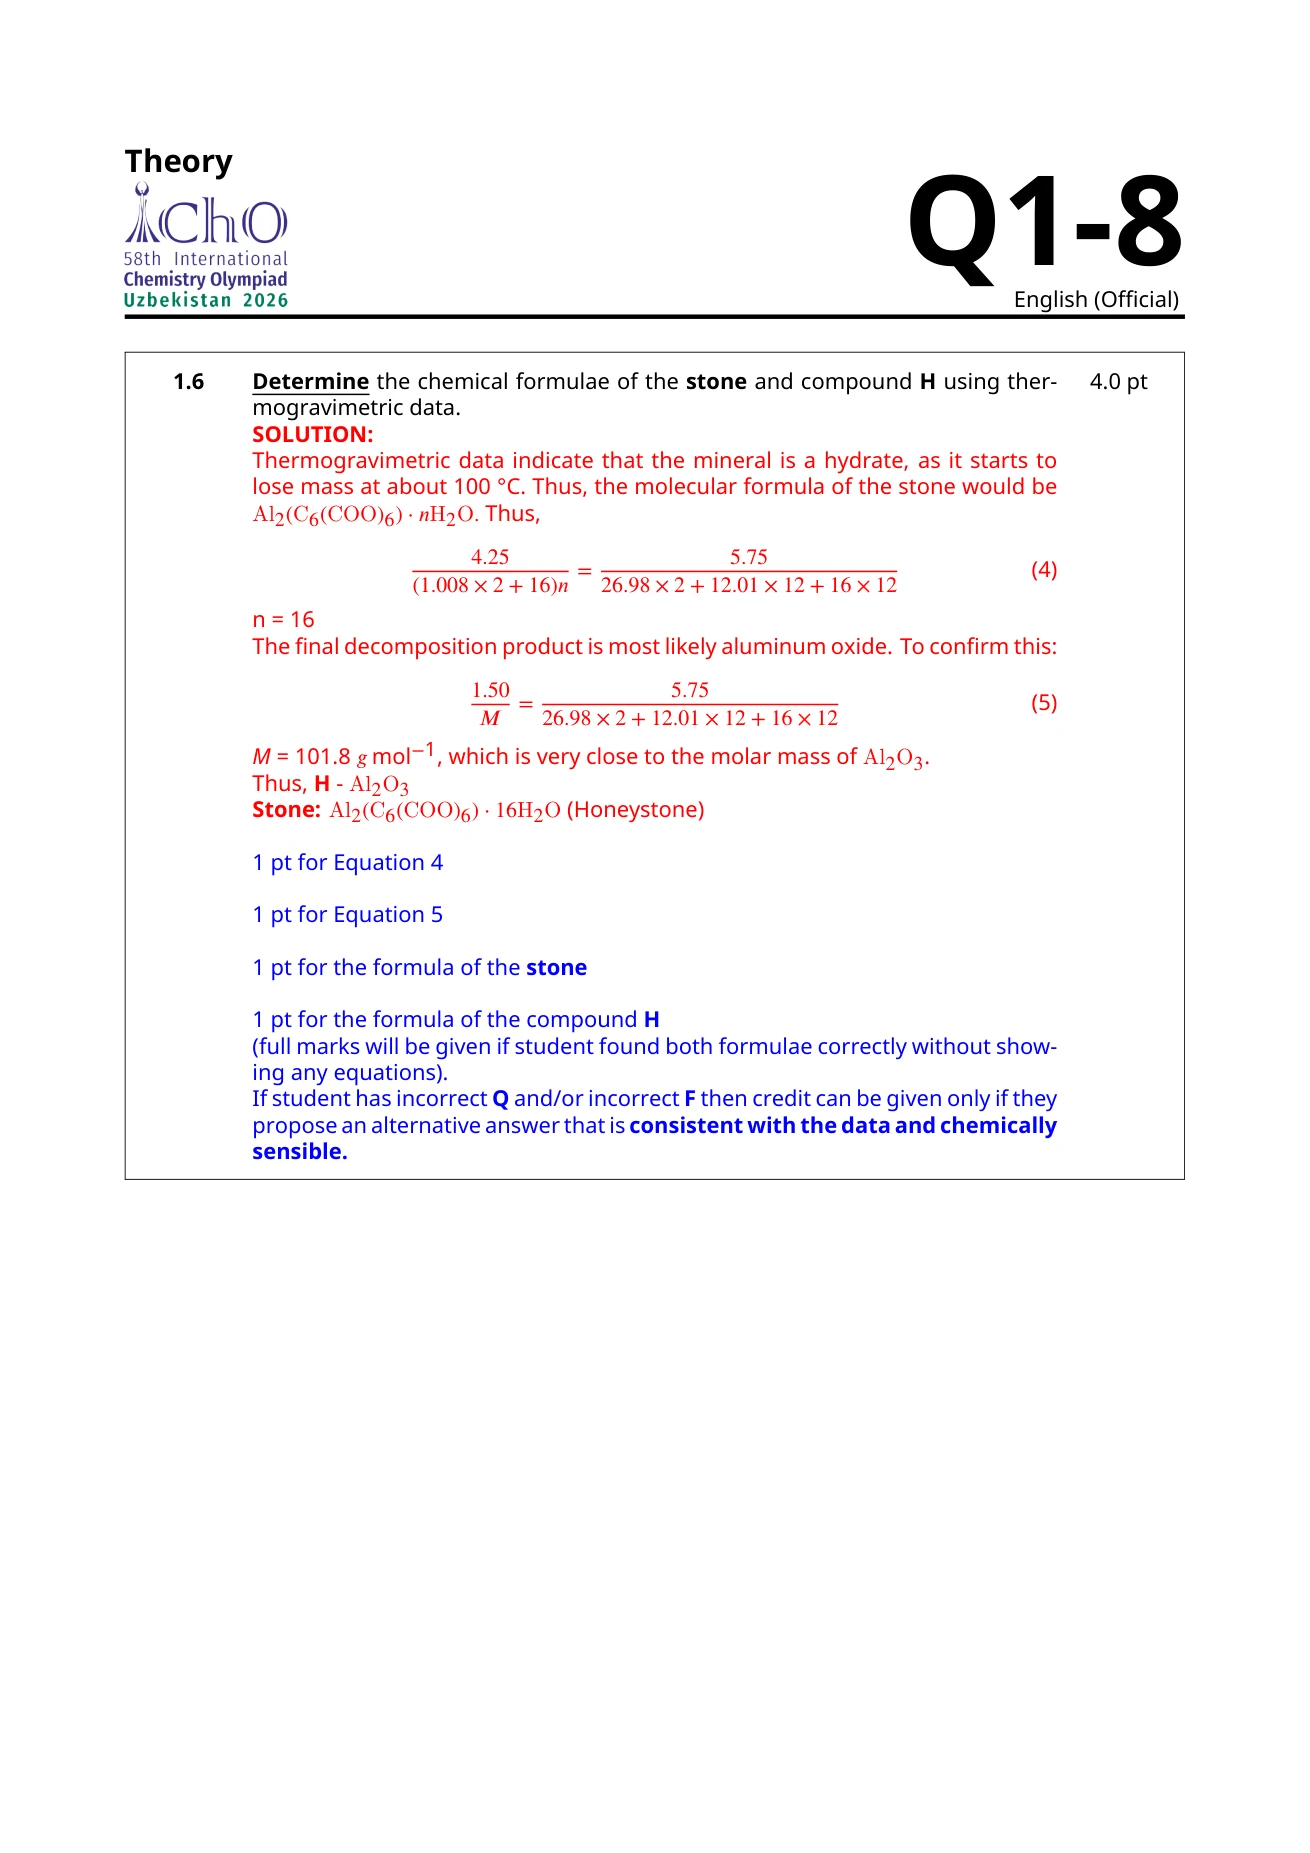 Theory
IChO
58th International
Chemistry Olympiad
Uzbekistan 2026
Q1-8
English (Official)
1.6 Determine the chemical formulae of the stone and compound H using ther- 4.0 pt
mogravimetric data.
SOLUTION:
Thermogravimetric data indicate that the mineral is a hydrate, as it starts to
lose mass at about 100 °C. Thus, the molecular formula of the stone would be
Al₂(C₆(COO)₆) · nH₂O. Thus,
4.25 / (1.008 × 2 + 16)n = 5.75 / 26.98 × 2 + 12.01 × 12 + 16 × 12 (4)
n = 16
The final decomposition product is most likely aluminum oxide. To confirm this:
1.50 / M = 5.75 / 26.98 × 2 + 12.01 × 12 + 16 × 12 (5)
M = 101.8 g mol⁻¹, which is very close to the molar mass of Al₂O₃.
Thus, H - Al₂O₃
Stone: Al₂(C₆(COO)₆) · 16H₂O (Honeystone)
1 pt for Equation 4
1 pt for Equation 5
1 pt for the formula of the stone
1 pt for the formula of the compound H
(full marks will be given if student found both formulae correctly without show-
ing any equations).
If student has incorrect Q and/or incorrect F then credit can be given only if they
propose an alternative answer that is consistent with the data and chemically
sensible.